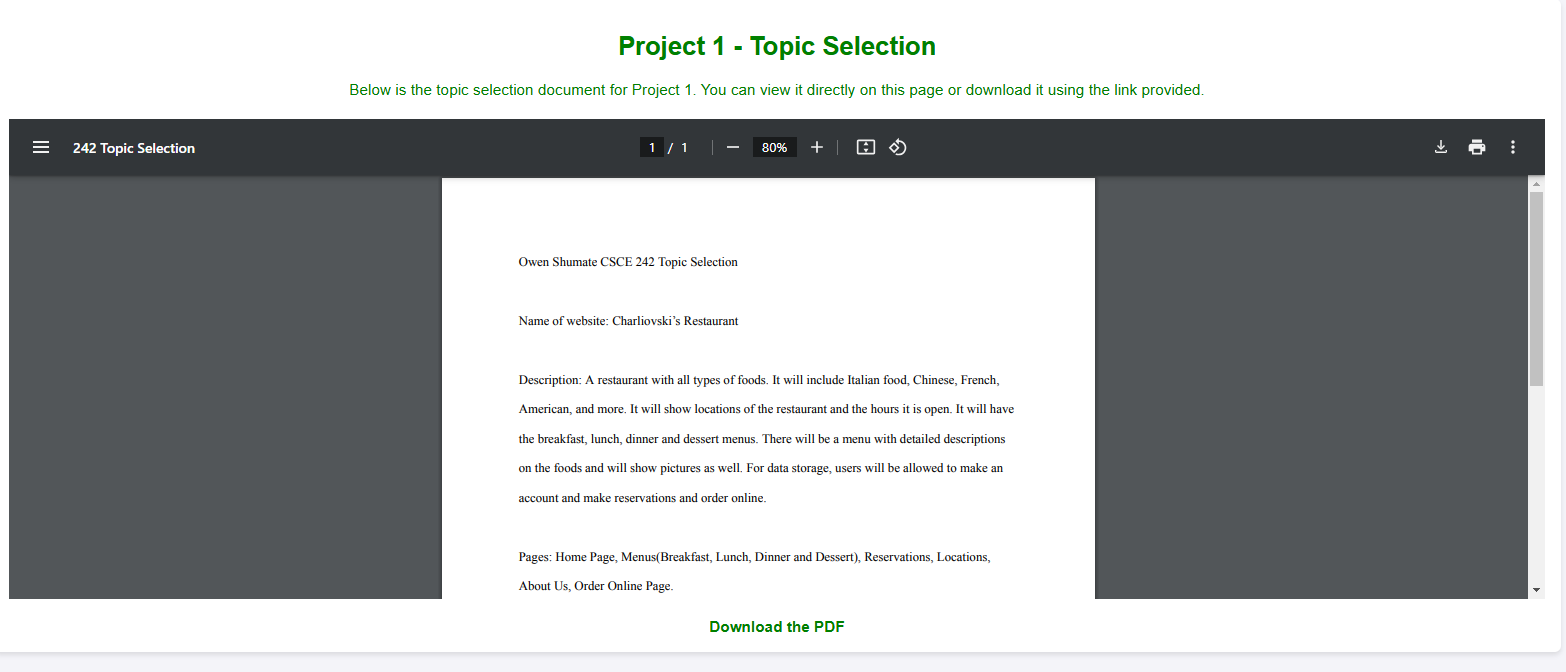 Project 1 - Topic Selection
Below is the topic selection document for Project 1. You can view it directly on this page or download it using the link provided.
242 Topic Selection
1 / 1
80%
Owen Shumate CSCE 242 Topic Selection
Name of website: Charliovski’s Restaurant
Description: A restaurant with all types of foods. It will include Italian food, Chinese, French,
American, and more. It will show locations of the restaurant and the hours it is open. It will have
the breakfast, lunch, dinner and dessert menus. There will be a menu with detailed descriptions
on the foods and will show pictures as well. For data storage, users will be allowed to make an
account and make reservations and order online.
Pages: Home Page, Menus(Breakfast, Lunch, Dinner and Dessert), Reservations, Locations,
About Us, Order Online Page.
Download the PDF